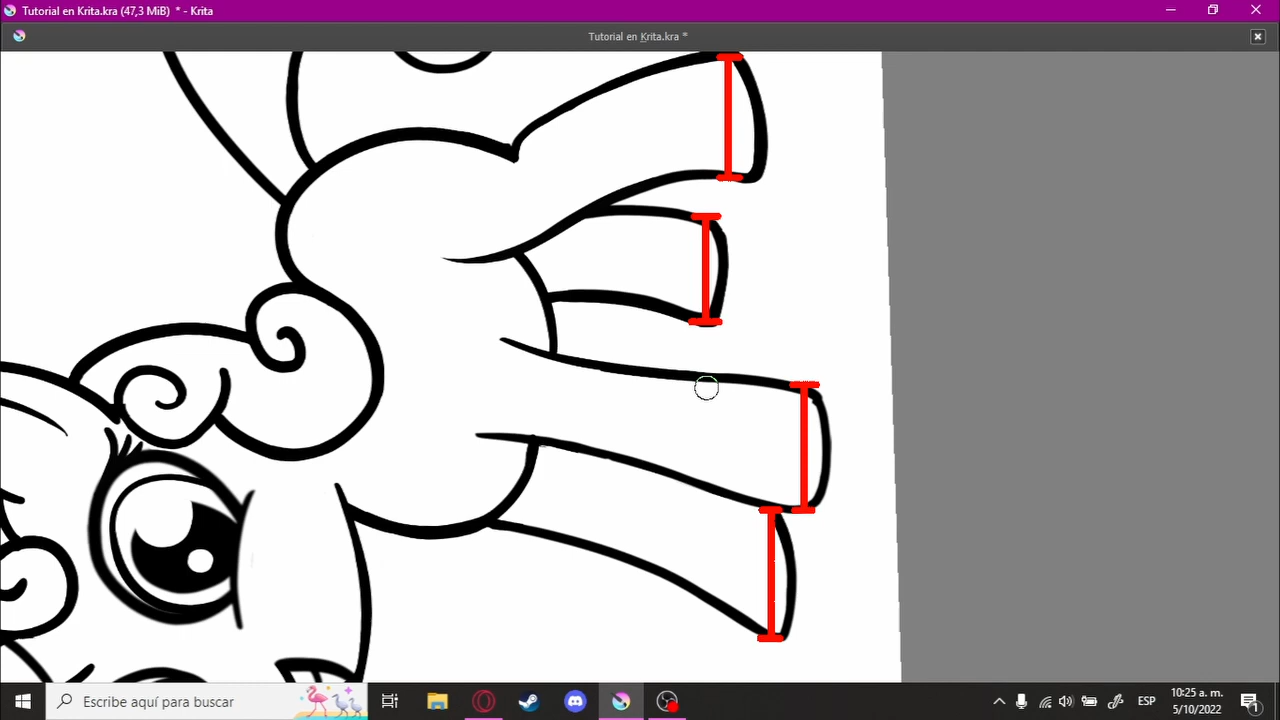 Tutorial en Krita.kra (47,3 MiB) * - Krita
Tutorial en Krita.kra *
Escribe aquí para buscar
ESP
10:25 a. m.
5/10/2022
1